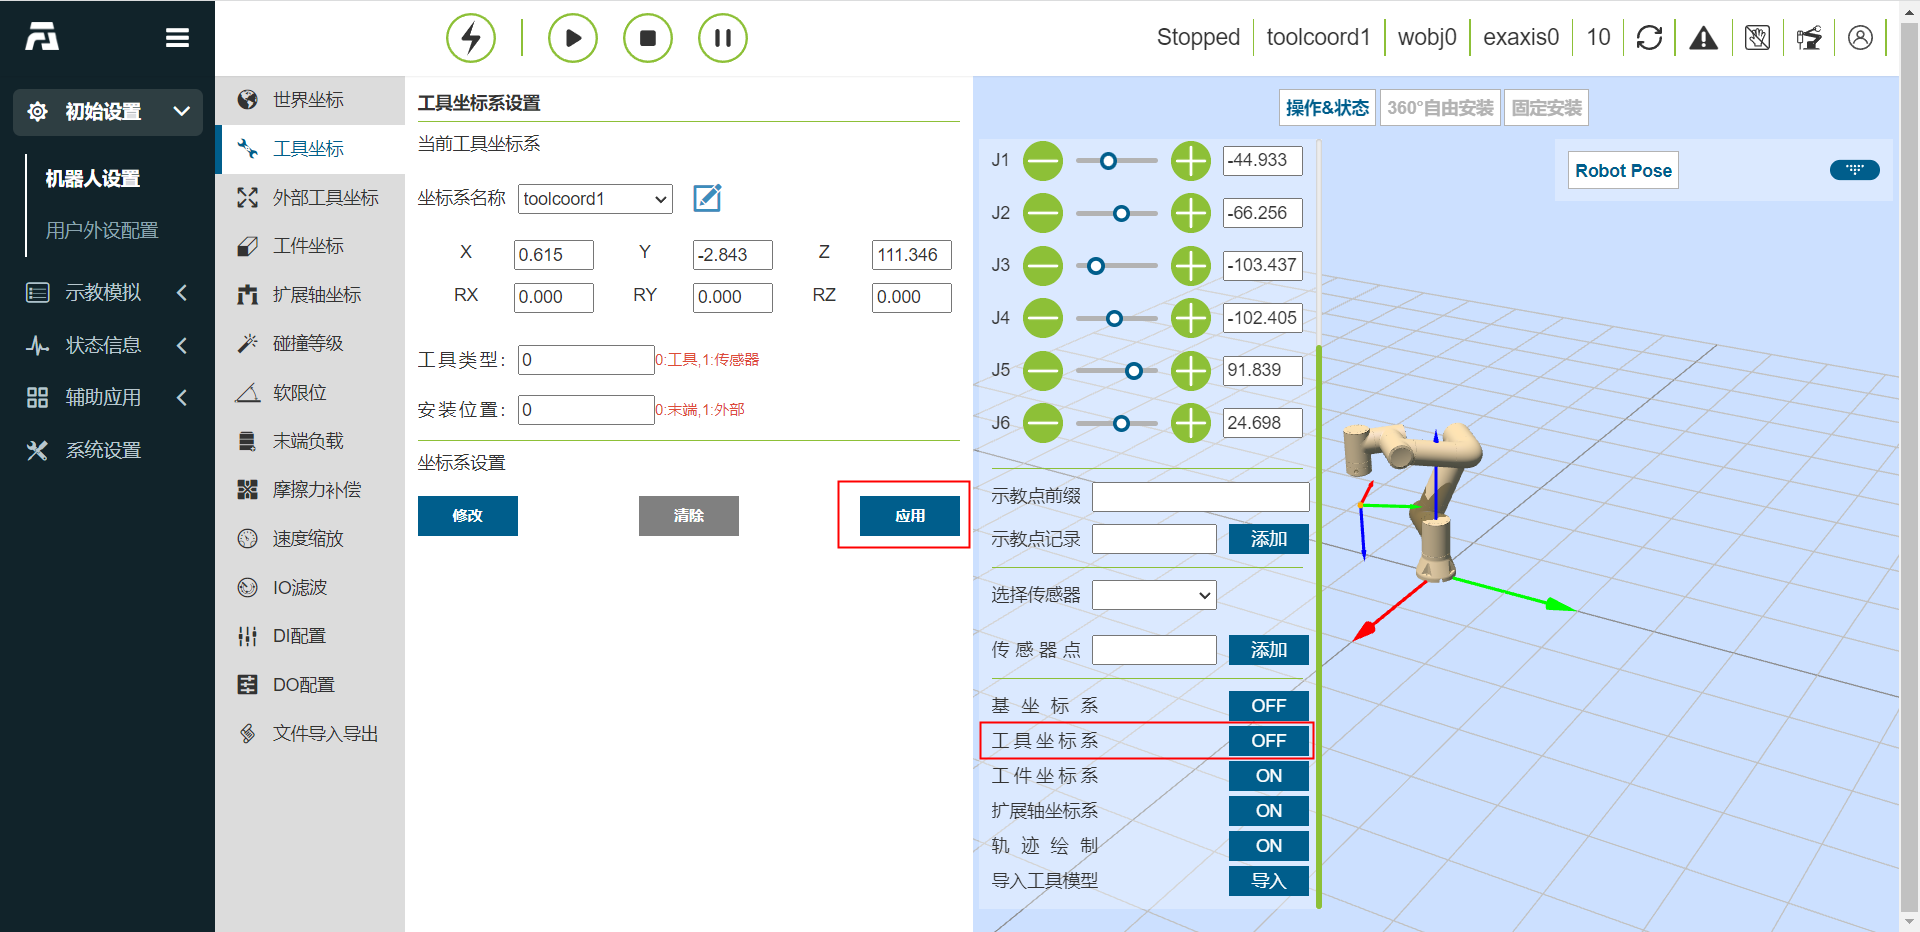 Stopped toolcoord1 wobj0 exaxis0 10
初始设置
机器人设置
用户外设配置
示教模拟
状态信息
辅助应用
系统设置
世界坐标
工具坐标
外部工具坐标
工件坐标
扩展轴坐标
碰撞等级
软限位
末端负载
摩擦力补偿
速度缩放
IO滤波
DI配置
DO配置
文件导入导出
工具坐标系设置
当前工具坐标系
坐标系名称 toolcoord1
X 0.615 Y -2.843 Z 111.346
RX 0.000 RY 0.000 RZ 0.000
工具类型: 0 0:工具,1:传感器
安装位置: 0 0:末端,1:外部
坐标系设置
修改 清除 应用
操作&状态 360°自由安装 固定安装
J1 -44.933
J2 -66.256
J3 -103.437
J4 -102.405
J5 91.839
J6 24.698
示教点前缀
示教点记录 添加
选择传感器
传感器点 添加
基坐标系 OFF
工具坐标系 OFF
工件坐标系 ON
扩展轴坐标系 ON
轨迹绘制 ON
导入工具模型 导入
Robot Pose